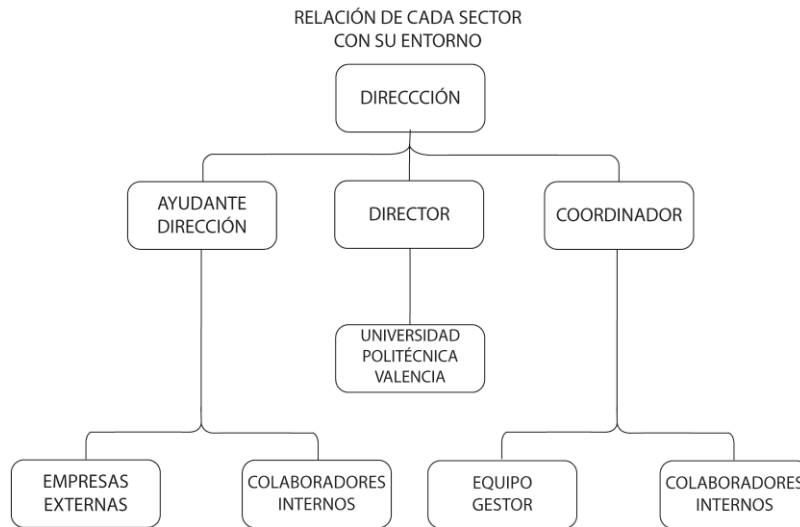 RELACIÓN DE CADA SECTOR
CON SU ENTORNO
DIRECCCIÓN
AYUDANTE
DIRECCIÓN
DIRECTOR
COORDINADOR
UNIVERSIDAD
POLITÉCNICA
VALENCIA
EMPRESAS
EXTERNAS
COLABORADORES
INTERNOS
EQUIPO
GESTOR
COLABORADORES
INTERNOS